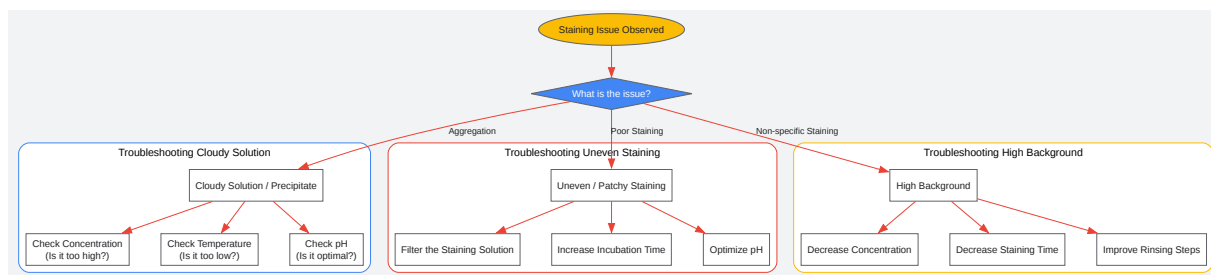 Staining Issue Observed
What is the issue?
Aggregation
Poor Staining
Non-specific Staining
Troubleshooting Cloudy Solution
Troubleshooting Uneven Staining
Troubleshooting High Background
Cloudy Solution / Precipitate
Uneven / Patchy Staining
High Background
Check Concentration
(Is it too high?)
Check Temperature
(Is it too low?)
Check pH
(Is it optimal?)
Filter the Staining Solution
Increase Incubation Time
Optimize pH
Decrease Concentration
Decrease Staining Time
Improve Rinsing Steps